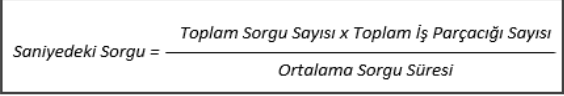 Toplam Sorgu Sayısı x Toplam İş Parçacığı Sayısı
Saniyedeki Sorgu =
Ortalama Sorgu Süresi